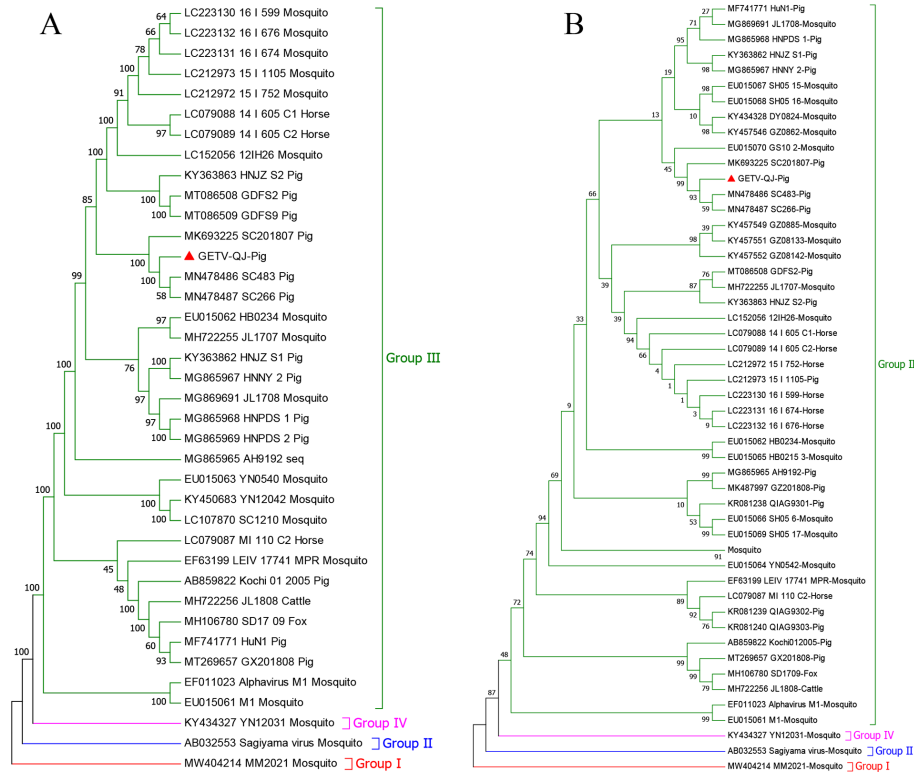 A
LC223130 16 I 599 Mosquito
64
LC223132 16 I 676 Mosquito
66
LC223131 16 I 674 Mosquito
78
LC212973 15 I 1105 Mosquito
100
LC212972 15 I 752 Mosquito
91
LC079088 14 I 605 C1 Horse
LC079089 14 I 605 C2 Horse
97
100
LC152056 12IH26 Mosquito
100
KY363863 HNJZ S2 Pig
MT086508 GDFS2 Pig
100
MT086509 GDFS9 Pig
100
85
MK693225 SC201807 Pig
GETV-QJ-Pig
100
MN478486 SC483 Pig
100
MN478487 SC266 Pig
58
99
EU015062 HB0234 Mosquito
97
MH722255 JL1707 Mosquito
KY363862 HNJZ S1 Pig
100
76
MG865967 HNNY 2 Pig
MG869691 JL1708 Mosquito
97
MG865968 HNPDS 1 Pig
97
MG865969 HNPDS 2 Pig
100
100
MG865965 AH9192 seq
EU015063 YN0540 Mosquito
100
KY450683 YN12042 Mosquito
100
LC107870 SC1210 Mosquito
100
100
LC079087 MI 110 C2 Horse
EF63199 LEIV 17741 MPR Mosquito
45
AB859822 Kochi 01 2005 Pig
48
MH722256 JL1808 Cattle
100
MH106780 SD17 09 Fox
100
MF741771 HuN1 Pig
60
MT269657 GX201808 Pig
93
100
EF011023 Alphavirus M1 Mosquito
EU015061 M1 Mosquito
100
Group III
KY434327 YN12031 Mosquito
Group IV
AB032553 Sagiyama virus Mosquito
Group II
MW404214 MM2021 Mosquito
Group I
B
MF741771 HuN1-Pig
27
MG869691 JL1708-Mosquito
71
MG865968 HNPDS 1-Pig
95
KY363862 HNJZ S1-Pig
MG865967 HNNY 2-Pig
98
19
EU015067 SH05 15-Mosquito
98
EU015068 SH05 16-Mosquito
KY434328 DY0824-Mosquito
10
KY457546 GZ0862-Mosquito
98
13
EU015070 GS10 2-Mosquito
MK693225 SC201807-Pig
45
GETV-QJ-Pig
99
MN478486 SC483-Pig
93
MN478487 SC266-Pig
59
66
KY457549 GZ0885-Mosquito
39
KY457551 GZ08133-Mosquito
98
KY457552 GZ08142-Mosquito
MT086508 GDFS2-Pig
76
MH722255 JL1707-Mosquito
39
87
KY363863 HNJZ S2-Pig
LC152056 12IH26-Mosquito
39
33
LC079088 14 I 605 C1-Horse
94
LC079089 14 I 605 C2-Horse
66
LC212972 15 I 752-Horse
4
LC212973 15 I 1105-Pig
1
LC223130 16 I 599-Horse
LC223131 16 I 674-Horse
3
LC223132 16 I 676-Horse
9
9
EU015062 HB0234-Mosquito
EU015065 HB0215 3-Mosquito
99
MG865965 AH9192-Pig
99
MK487997 GZ201808-Pig
69
KR081238 QIAG9301-Pig
10
EU015066 SH05 6-Mosquito
53
EU015069 SH05 17-Mosquito
99
94
Mosquito
91
EU015064 YN0542-Mosquito
74
EF63199 LEIV 17741 MPR-Mosquito
LC079087 MI 110 C2-Horse
89
KR081239 QIAG9302-Pig
92
KR081240 QIAG9303-Pig
76
72
AB859822 Kochi012005-Pig
MT269657 GX201808-Pig
99
MH106780 SD1709-Fox
99
MH722256 JL1808-Cattle
79
48
EF011023 Alphavirus M1-Mosquito
EU015061 M1-Mosquito
99
Group II
87
KY434327 YN12031-Mosquito
Group IV
AB032553 Sagiyama virus-Mosquito
Group II
MW404214 MM2021-Mosquito
Group I